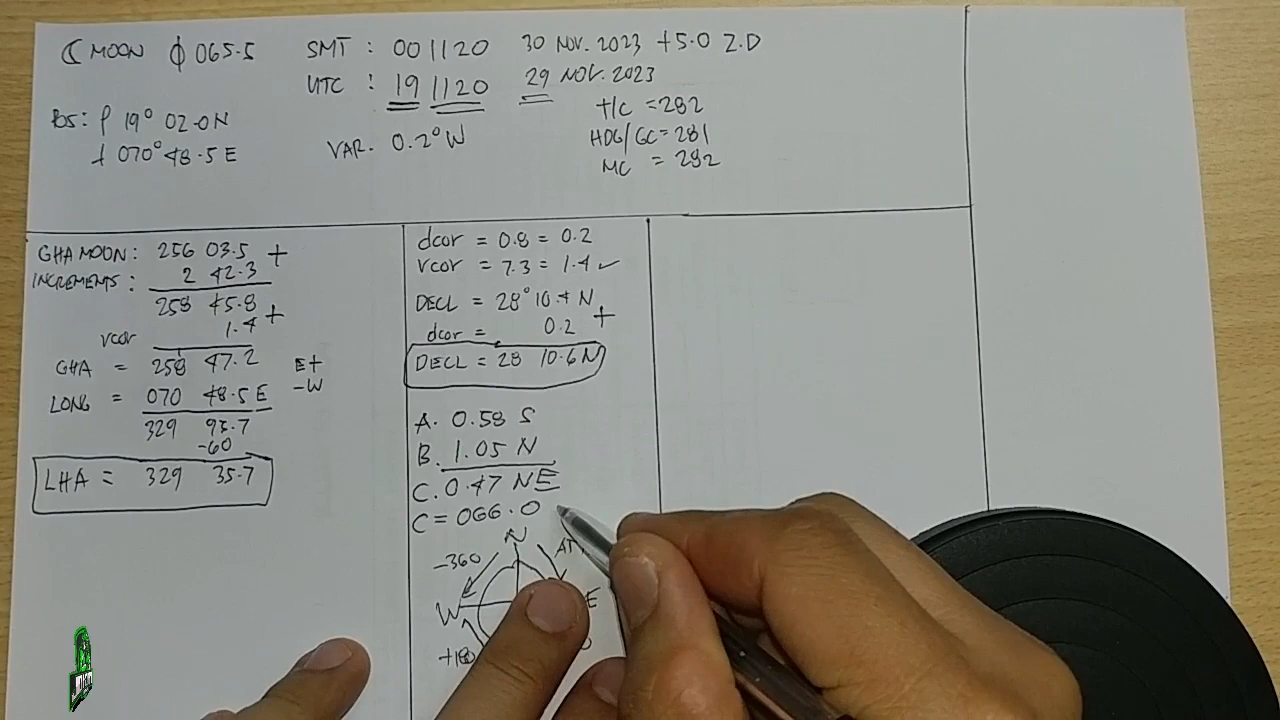 ☾ MOON ϕ 065.5
SMT : 001120 30 NOV. 2023 +5.0 Z.D
UTC : 19 1120 29 NOV. 2023
POS: φ 19° 02.0N
λ 070° 48.5 E
VAR. 0.2° W
T/C = 282
HDG/GC = 281
MC = 282
GHA MOON: 256 03.5 +
INCREMENTS: 2 42.3
258 45.8
vcor 1.4 +
GHA = 258 47.2 E+
LONG = 070 48.5 E -W
329 95.7
-60
LHA = 329 35.7
dcor = 0.8 = 0.2
vcor = 7.3 = 1.4 ✓
DECL = 28° 10.4 N
dcor = 0.2 +
DECL = 28 10.6 N
A. 0.58 S
B. 1.05 N
C. 0.47 NE
C = 066.0
N
-360
W
E